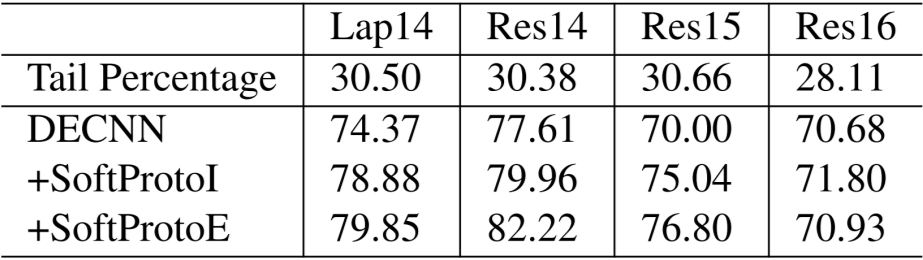 Lap14 Res14 Res15 Res16
Tail Percentage 30.50 30.38 30.66 28.11
DECNN 74.37 77.61 70.00 70.68
+SoftProtoI 78.88 79.96 75.04 71.80
+SoftProtoE 79.85 82.22 76.80 70.93